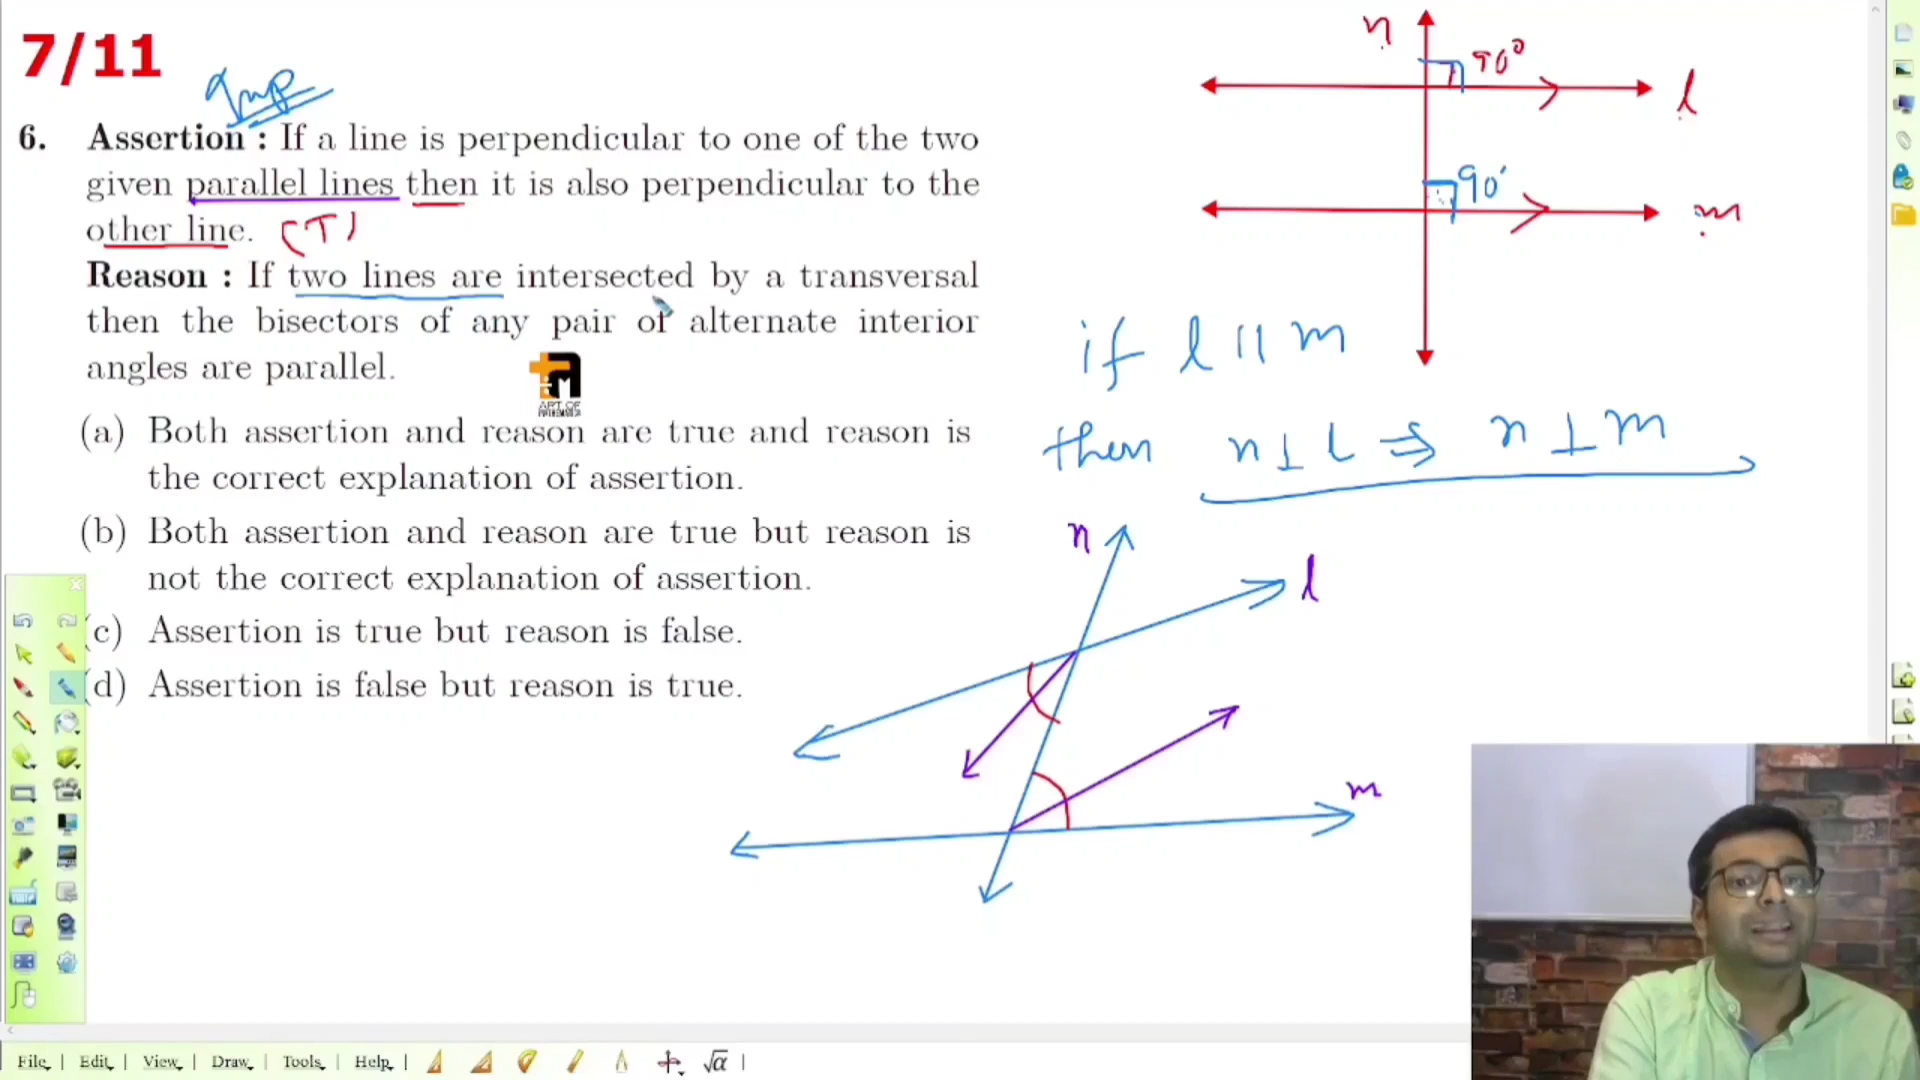 7/11
Imp
6. Assertion : If a line is perpendicular to one of the two
given parallel lines then it is also perpendicular to the
other line. (T)
Reason : If two lines are intersected by a transversal
then the bisectors of any pair of alternate interior
angles are parallel.
ART OF
MATHEMATICS
(a) Both assertion and reason are true and reason is
the correct explanation of assertion.
(b) Both assertion and reason are true but reason is
not the correct explanation of assertion.
(c) Assertion is true but reason is false.
(d) Assertion is false but reason is true.
n
90°
l
90°
m
if l || m
then n ⊥ l ⇒ n ⊥ m
n
l
m
File | Edit | View | Draw | Tools | Help |
√α |